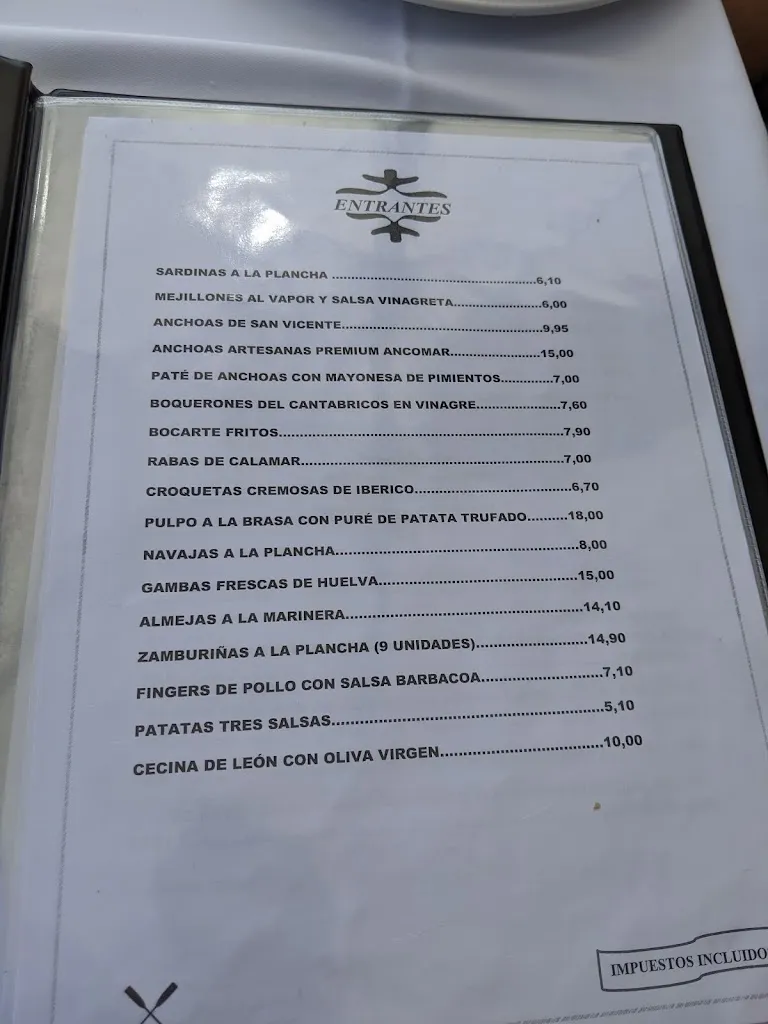 ENTRANTES
SARDINAS A LA PLANCHA ..................................................6,10
MEJILLONES AL VAPOR Y SALSA VINAGRETA.....................6,00
ANCHOAS DE SAN VICENTE..................................................9,95
ANCHOAS ARTESANAS PREMIUM ANCOMAR......................15,00
PATÉ DE ANCHOAS CON MAYONESA DE PIMIENTOS.............7,00
BOQUERONES DEL CANTABRICOS EN VINAGRE.....................7,60
BOCARTE FRITOS....................................................................7,90
RABAS DE CALAMAR..............................................................7,00
CROQUETAS CREMOSAS DE IBERICO.....................................6,70
PULPO A LA BRASA CON PURÉ DE PATATA TRUFADO..........18,00
NAVAJAS A LA PLANCHA.......................................................8,00
GAMBAS FRESCAS DE HUELVA.............................................15,00
ALMEJAS A LA MARINERA.....................................................14,10
ZAMBURIÑAS A LA PLANCHA (9 UNIDADES)........................14,90
FINGERS DE POLLO CON SALSA BARBACOA..........................7,10
PATATAS TRES SALSAS.........................................................5,10
CECINA DE LEÓN CON OLIVA VIRGEN..................................10,00
IMPUESTOS INCLUIDO